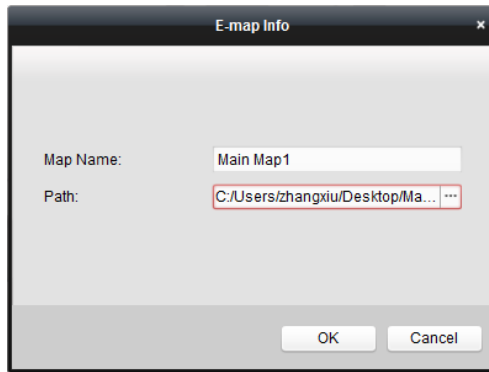 E-map Info
Map Name: Main Map1
Path: C:/Users/zhangxiu/Desktop/Ma... ...
OK Cancel